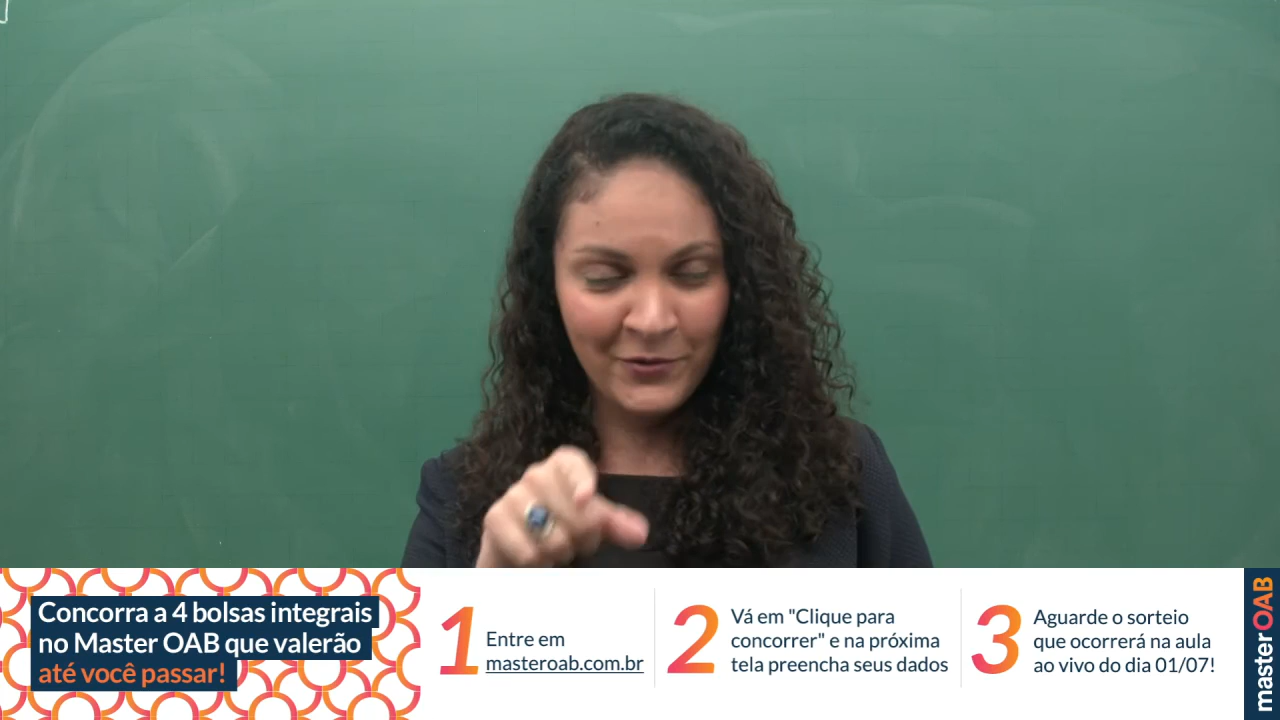 Concorra a 4 bolsas integrais
no Master OAB que valerão
até você passar!
1
Entre em
masteroab.com.br
2
Vá em "Clique para
concorrer" e na próxima
tela preencha seus dados
3
Aguarde o sorteio
que ocorrerá na aula
ao vivo do dia 01/07!
masterOAB